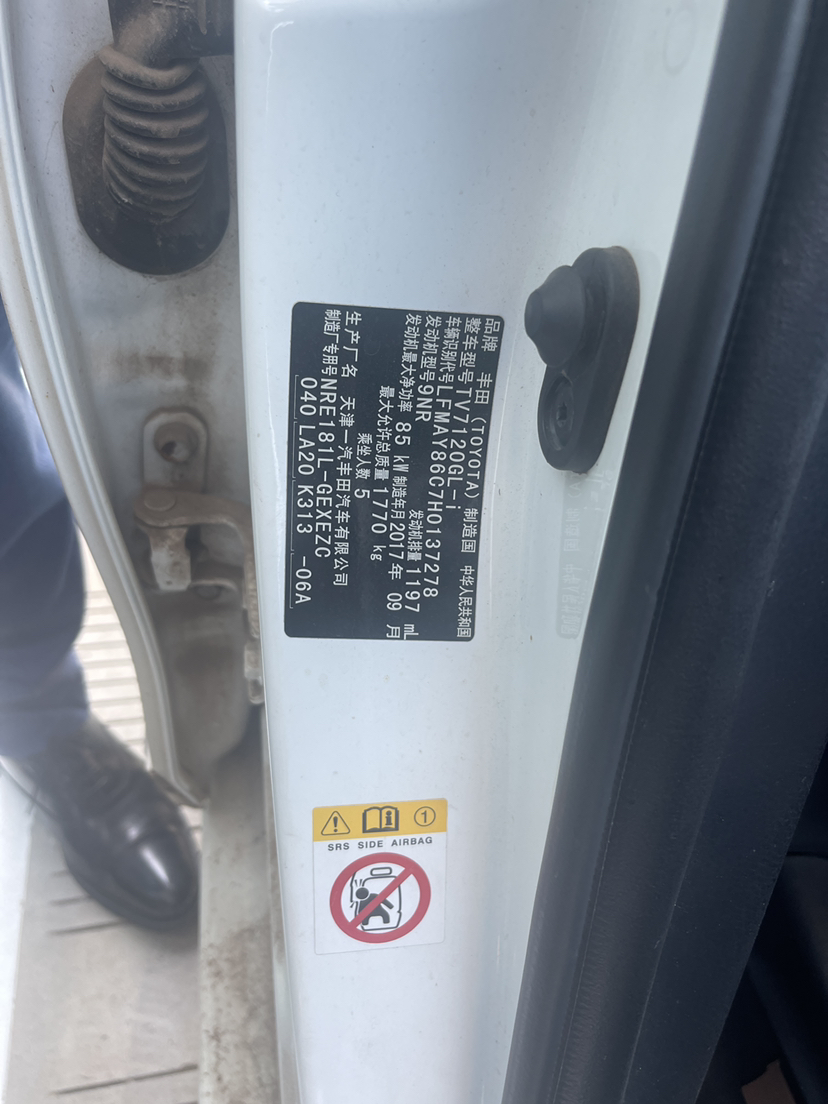 品牌 丰田 (TOYOTA) 制造国 中华人民共和国
整车型号 TV7120GL-i
车辆识别代号 LFMAY86C7H0137278
发动机型号 9NR 发动机排量 1197 mL
发动机最大净功率 85 kW 制造年月 2017年 09 月
最大允许总质量 1770 kg
乘坐人数 5
生产厂名 天津一汽丰田汽车有限公司
制造厂专用号 NRE181L-GEXEZC
040 LA20 K313 -06A
1
SRS SIDE AIRBAG